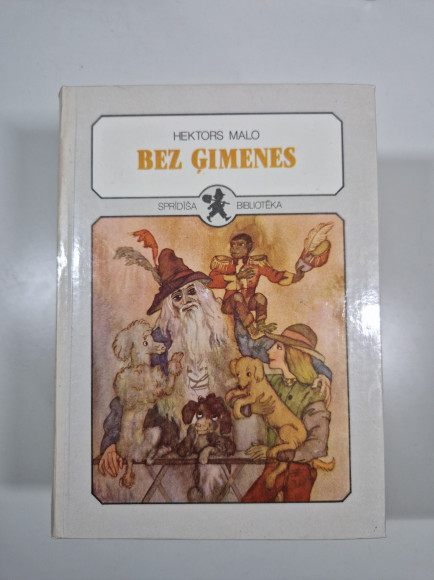 HEKTORS MALO
BEZ ĢIMENES
SPRĪDĪŠA BIBLIOTĒKA